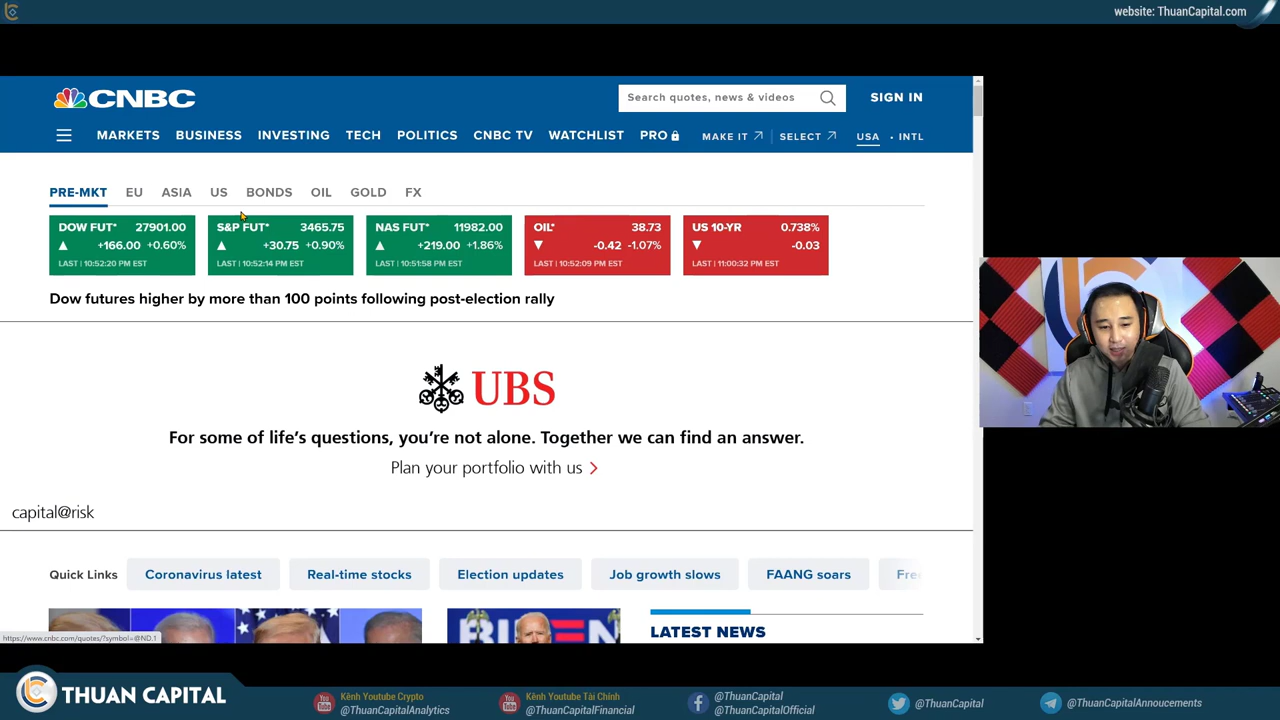 website: ThuanCapital.com
CNBC
Search quotes, news & videos
SIGN IN
MARKETS BUSINESS INVESTING TECH POLITICS CNBC TV WATCHLIST PRO MAKE IT SELECT USA • INTL
PRE-MKT EU ASIA US BONDS OIL GOLD FX
DOW FUT* 27901.00
+166.00 +0.60%
LAST | 10:52:20 PM EST
S&P FUT* 3465.75
+30.75 +0.90%
LAST | 10:52:14 PM EST
NAS FUT* 11982.00
+219.00 +1.86%
LAST | 10:51:58 PM EST
OIL* 38.73
-0.42 -1.07%
LAST | 10:52:09 PM EST
US 10-YR 0.738%
-0.03
LAST | 11:00:32 PM EST
Dow futures higher by more than 100 points following post-election rally
UBS
For some of life's questions, you're not alone. Together we can find an answer.
Plan your portfolio with us
capital@risk
Quick Links Coronavirus latest Real-time stocks Election updates Job growth slows FAANG soars
LATEST NEWS
https://www.cnbc.com/quotes/?symbol=@ND.1
THUAN CAPITAL
Kênh Youtube Crypto
@ThuanCapitalAnalytics
Kênh Youtube Tài Chính
@ThuanCapitalFinancial
@ThuanCapital
@ThuanCapitalOfficial
@ThuanCapital
@ThuanCapitalAnnoucements